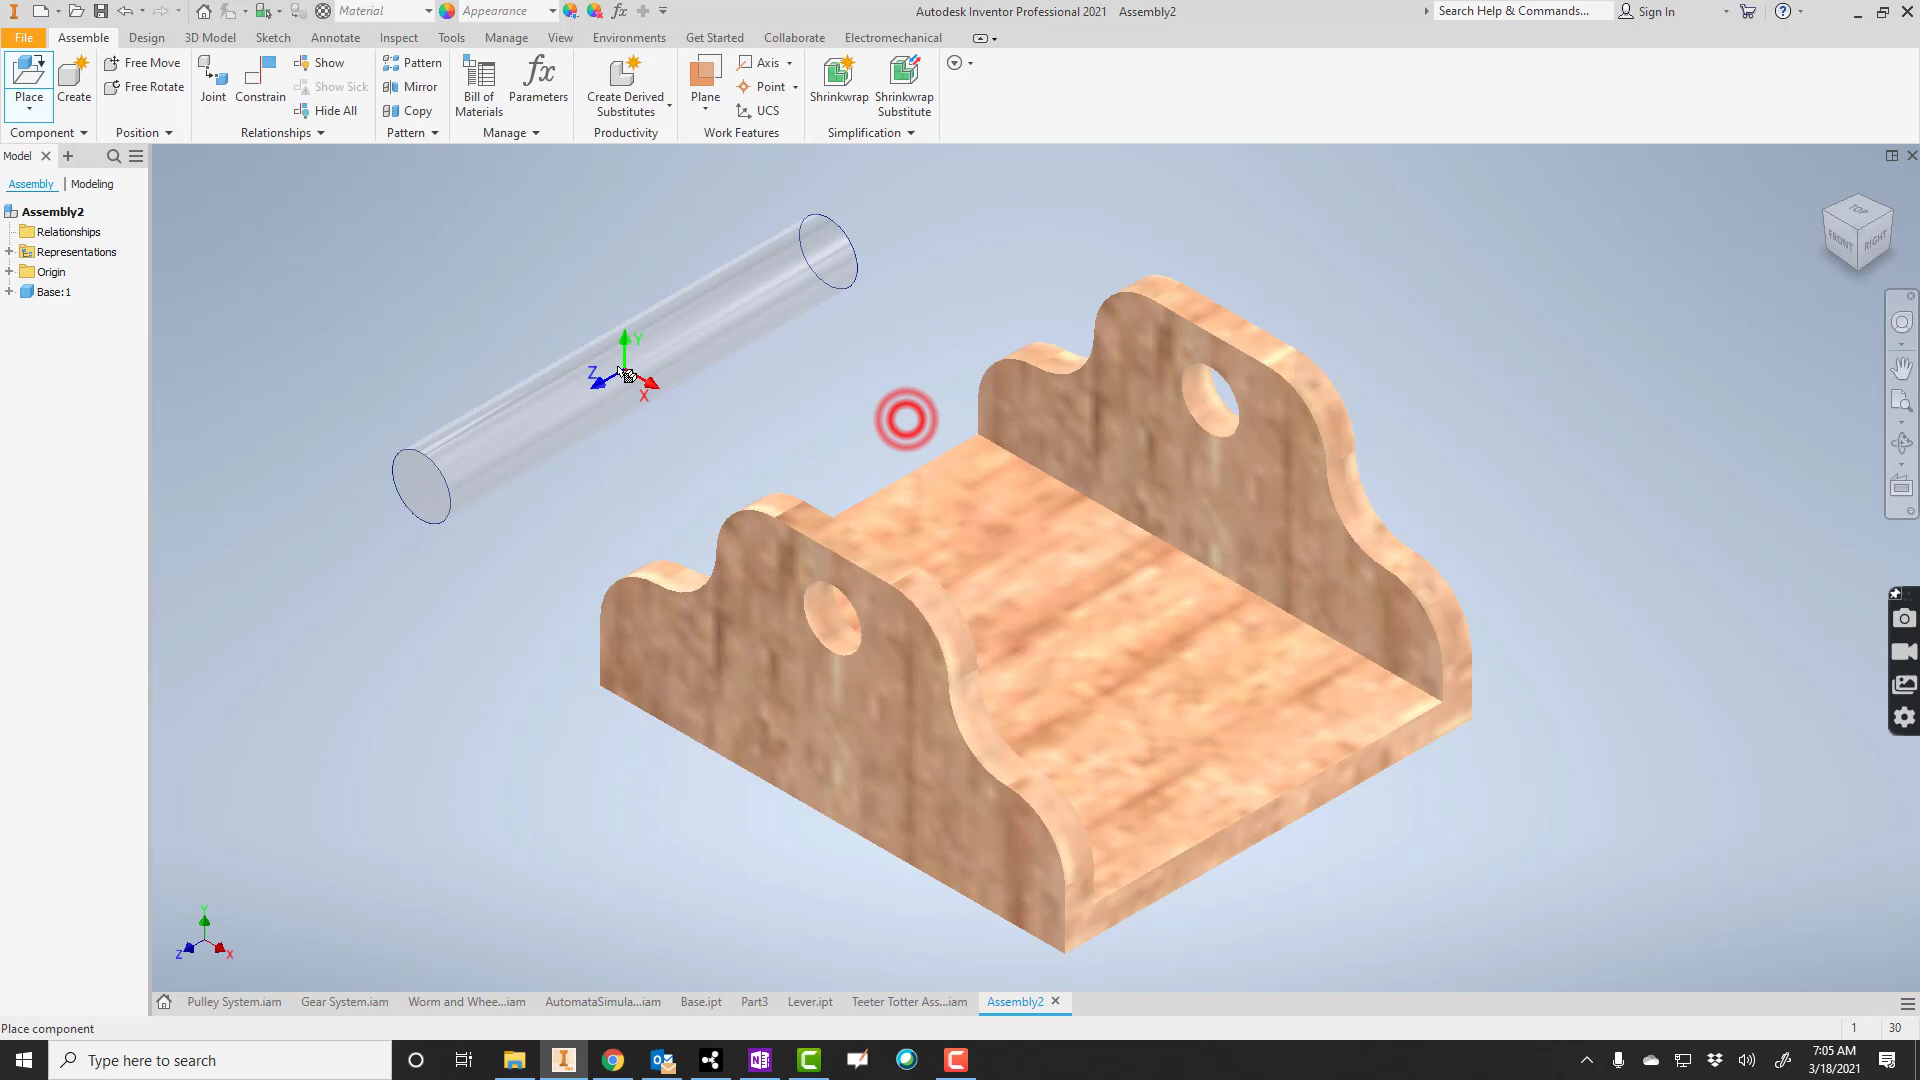 Material
Appearance
fx
Autodesk Inventor Professional 2021 Assembly2
Search Help & Commands...
Sign In
File Assemble Design 3D Model Sketch Annotate Inspect Tools Manage View Environments Get Started Collaborate Electromechanical
Place
Create
Free Move
Free Rotate
Joint
Constrain
Show
Show Sick
Hide All
Pattern
Mirror
Copy
Bill of
Materials
fx
Parameters
Create Derived
Substitutes
Plane
Axis
Point
UCS
Shrinkwrap
Shrinkwrap
Substitute
Component Position Relationships Pattern Manage Productivity Work Features Simplification
Model
Assembly Modeling
Assembly2
Relationships
Representations
Origin
Base:1
TOP
FRONT
RIGHT
Y
Z
X
Y
Z
X
Pulley System.iam Gear System.iam Worm and Whee...iam AutomataSimula...iam Base.ipt Part3 Lever.ipt Teeter Totter Ass...iam Assembly2
Place component
1 30
Type here to search
7:05 AM
3/18/2021